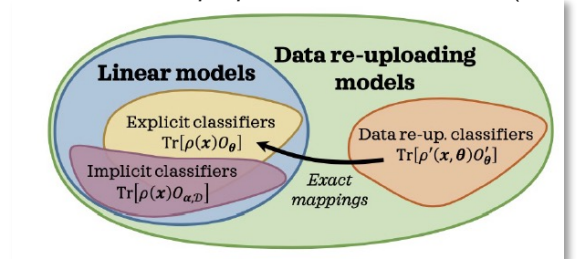 Data re-uploading
models
Linear models
Explicit classifiers
Tr[ρ(x)O_θ]
Data re-up. classifiers
Tr[ρ′(x, θ)O′_θ]
Implicit classifiers
Tr[ρ(x)O_α,𝒟]
Exact
mappings